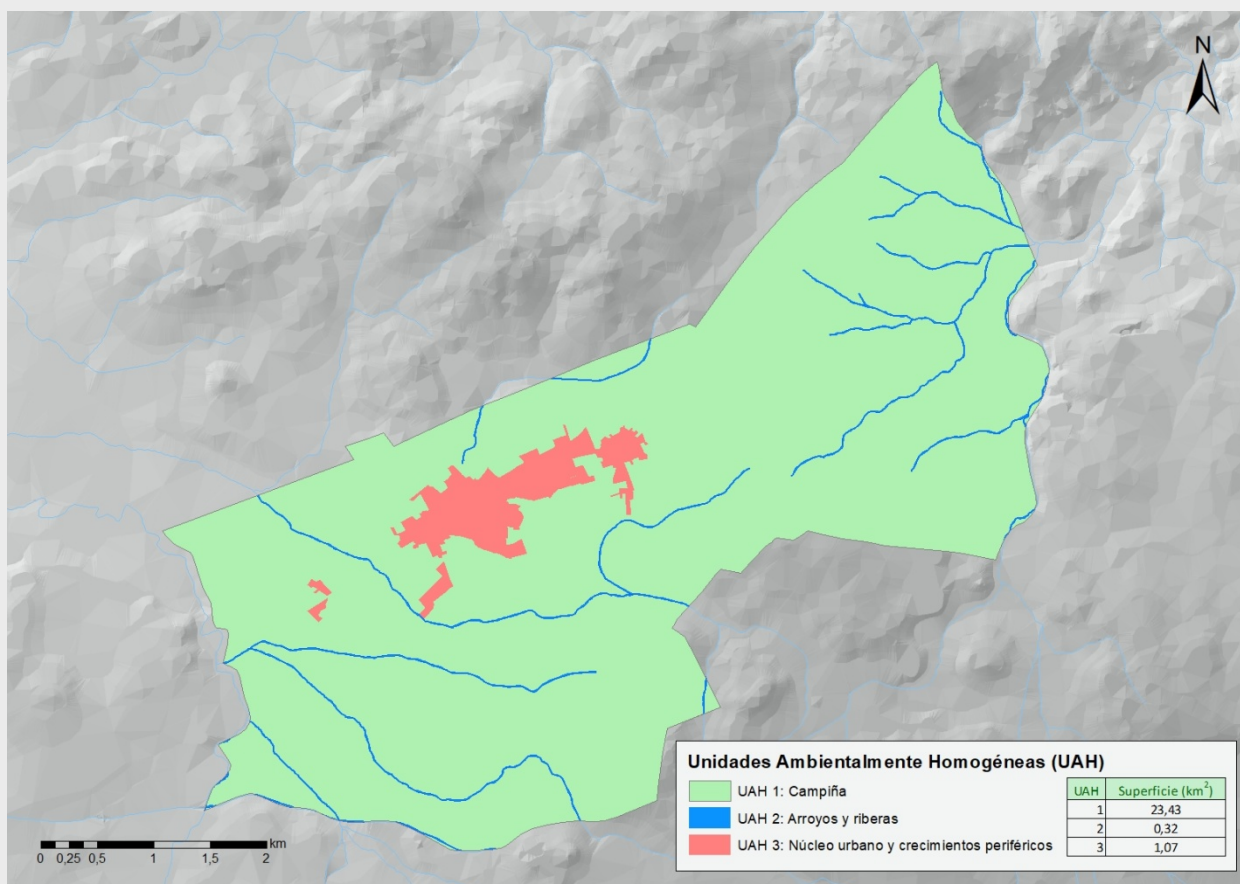 N
Unidades Ambientalmente Homogéneas (UAH)
UAH 1: Campiña
UAH 2: Arroyos y riberas
UAH 3: Núcleo urbano y crecimientos periféricos
UAH Superficie (km²)
1 23,43
2 0,32
3 1,07
km
0 0,25 0,5 1 1,5 2